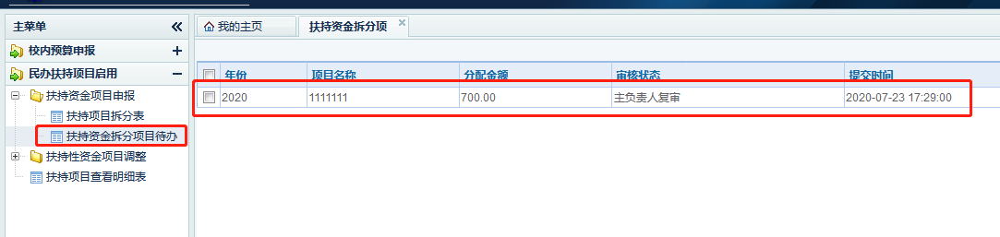 主菜单
校内预算申报
民办扶持项目启用
扶持资金项目申报
扶持项目拆分表
扶持资金拆分项目待办
扶持性资金项目调整
扶持项目查看明细表
我的主页 扶持资金拆分项
年份 项目名称 分配金额 审核状态 提交时间
2020 1111111 700.00 主负责人复审 2020-07-23 17:29:00